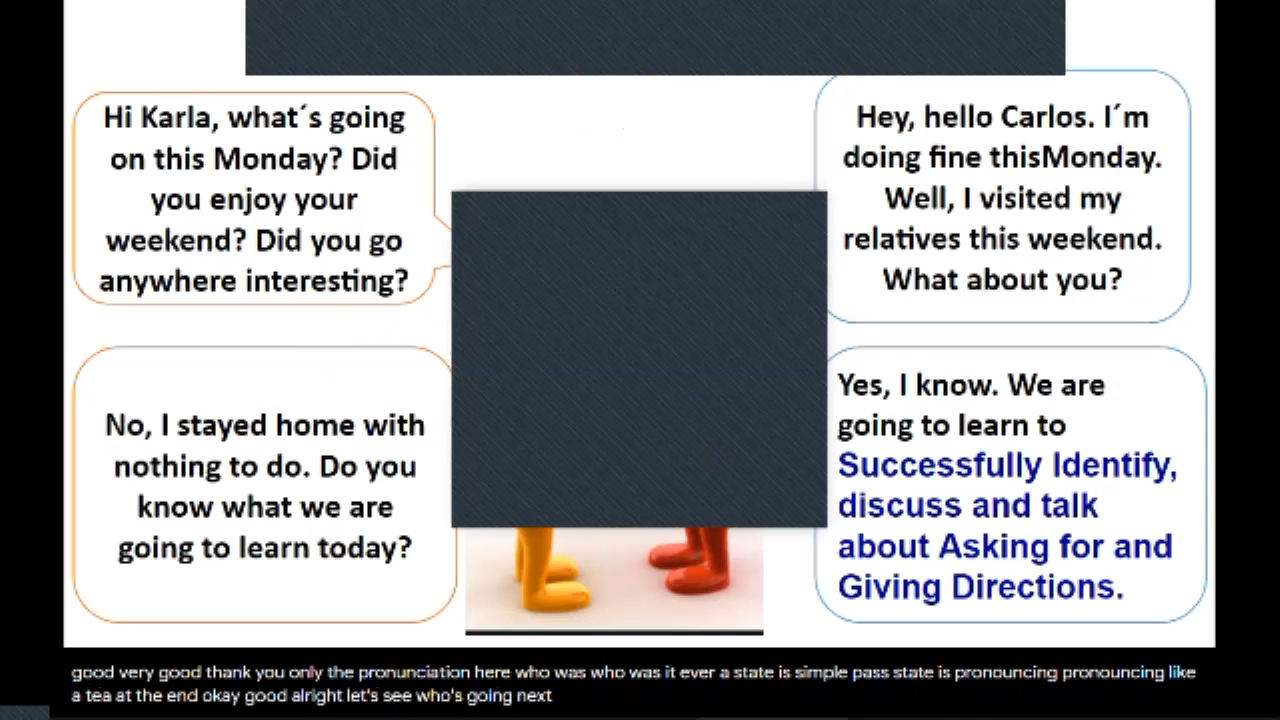 Hi Karla, what´s going
on this Monday? Did
you enjoy your
weekend? Did you go
anywhere interesting?
Hey, hello Carlos. I´m
doing fine thisMonday.
Well, I visited my
relatives this weekend.
What about you?
No, I stayed home with
nothing to do. Do you
know what we are
going to learn today?
Yes, I know. We are
going to learn to
Successfully Identify,
discuss and talk
about Asking for and
Giving Directions.
good very good thank you only the pronunciation here who was who was it ever a state is simple pass state is pronouncing pronouncing like
a tea at the end okay good alright let's see who's going next